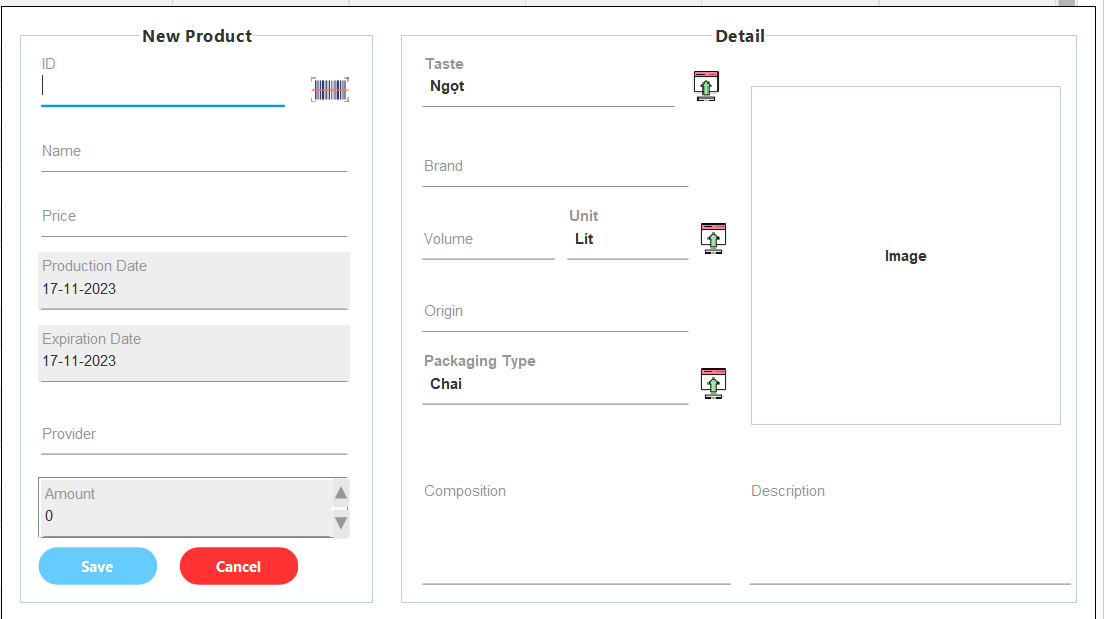 New Product
ID
Name
Price
Production Date
17-11-2023
Expiration Date
17-11-2023
Provider
Amount
0
Save Cancel
Detail
Taste
Ngọt
Brand
Volume
Unit
Lít
Origin
Packaging Type
Chai
Image
Composition
Description